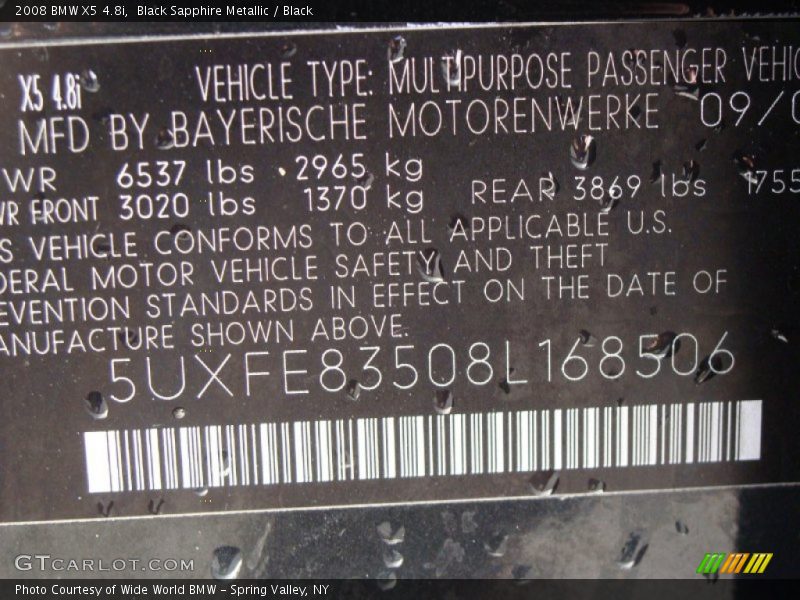 2008 BMW X5 4.8i, Black Sapphire Metallic / Black
X5 4.8i VEHICLE TYPE: MULTIPURPOSE PASSENGER VEHIC
MFD BY BAYERISCHE MOTORENWERKE 09/0
WR 6537 lbs 2965 kg
WR FRONT 3020 lbs 1370 kg REAR 3869 lbs 1755
S VEHICLE CONFORMS TO ALL APPLICABLE U.S.
DERAL MOTOR VEHICLE SAFETY AND THEFT
EVENTION STANDARDS IN EFFECT ON THE DATE OF
ANUFACTURE SHOWN ABOVE.
5UXFE83508L168506
GTCARLOT.COM
Photo Courtesy of Wide World BMW - Spring Valley, NY